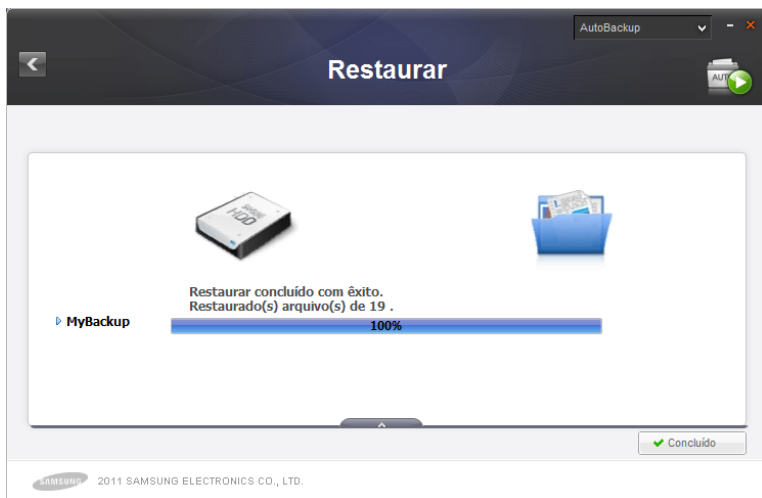 AutoBackup
Restaurar
AUTO
SAMSUNG
HDD
Restaurar concluído com êxito.
Restaurado(s) arquivo(s) de 19 .
MyBackup
100%
Concluído
SAMSUNG 2011 SAMSUNG ELECTRONICS CO., LTD.